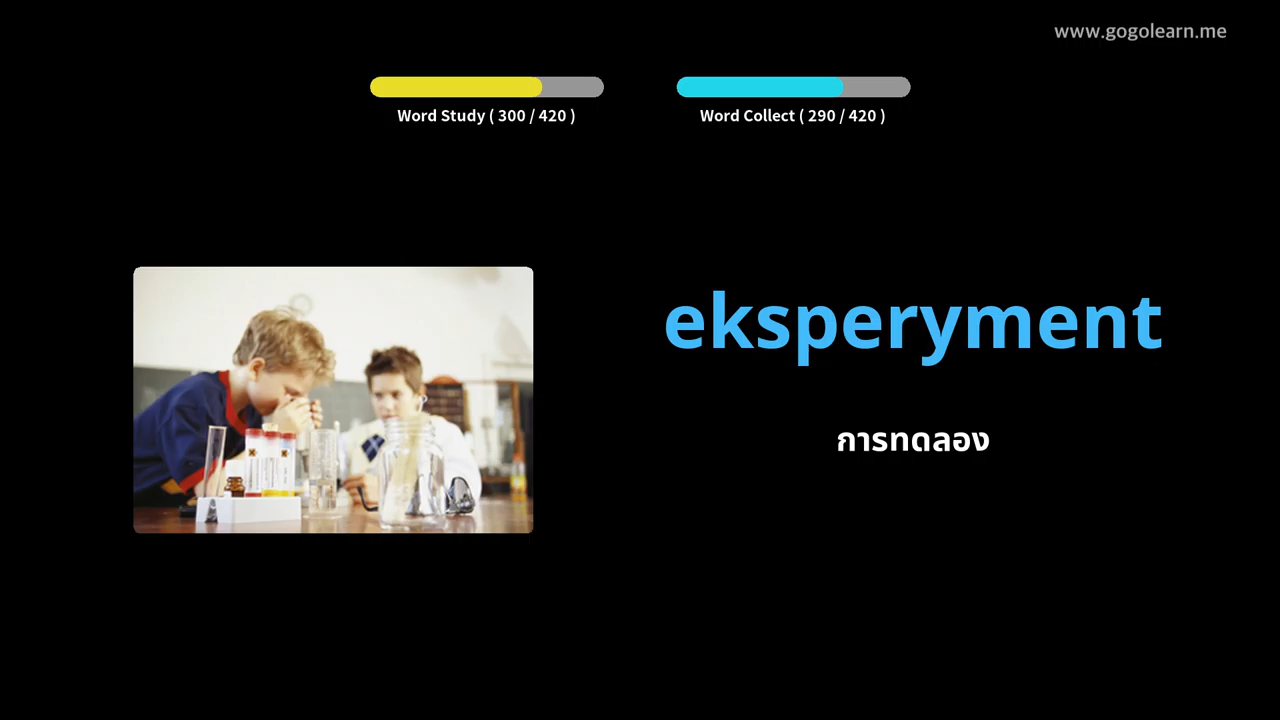 www.gogolearn.me
Word Study ( 300 / 420 )
Word Collect ( 290 / 420 )
eksperyment
การทดลอง